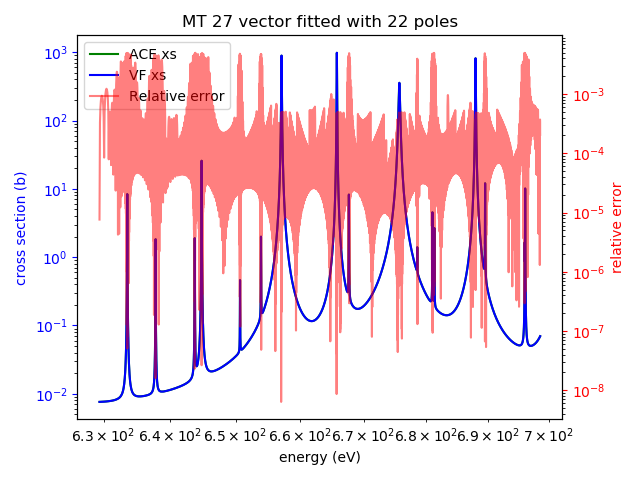 MT 27 vector fitted with 22 poles
ACE xs
VF xs
Relative error
cross section (b)
10³
10²
10¹
10⁰
10⁻¹
10⁻²
relative error
10⁻³
10⁻⁴
10⁻⁵
10⁻⁶
10⁻⁷
10⁻⁸
6.3 × 10² 6.4 × 10² 6.5 × 10² 6.6 × 10² 6.7 × 10² 6.8 × 10² 6.9 × 10² 7 × 10²
energy (eV)